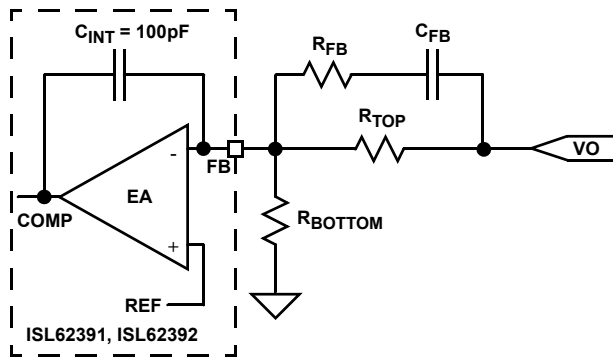 C_INT = 100pF
R_FB
C_FB
R_TOP
VO
-
FB
EA
COMP
R_BOTTOM
+
REF
ISL62391, ISL62392